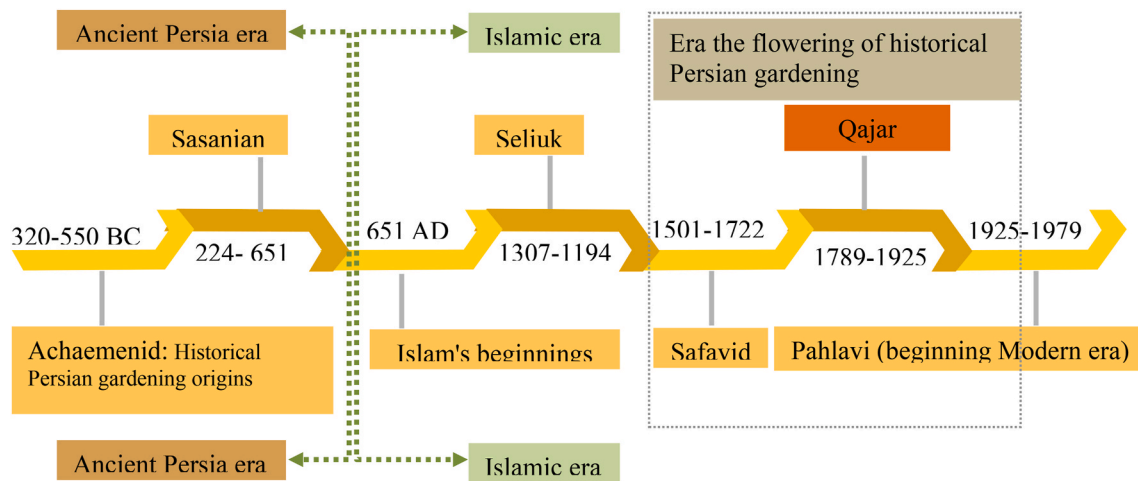 Ancient Persia era
Islamic era
Era the flowering of historical
Persian gardening
Sasanian
Seliuk
Qajar
320-550 BC
224- 651
651 AD
1307-1194
1501-1722
1789-1925
1925-1979
Achaemenid: Historical
Persian gardening origins
Islam's beginnings
Safavid
Pahlavi (beginning Modern era)
Ancient Persia era
Islamic era